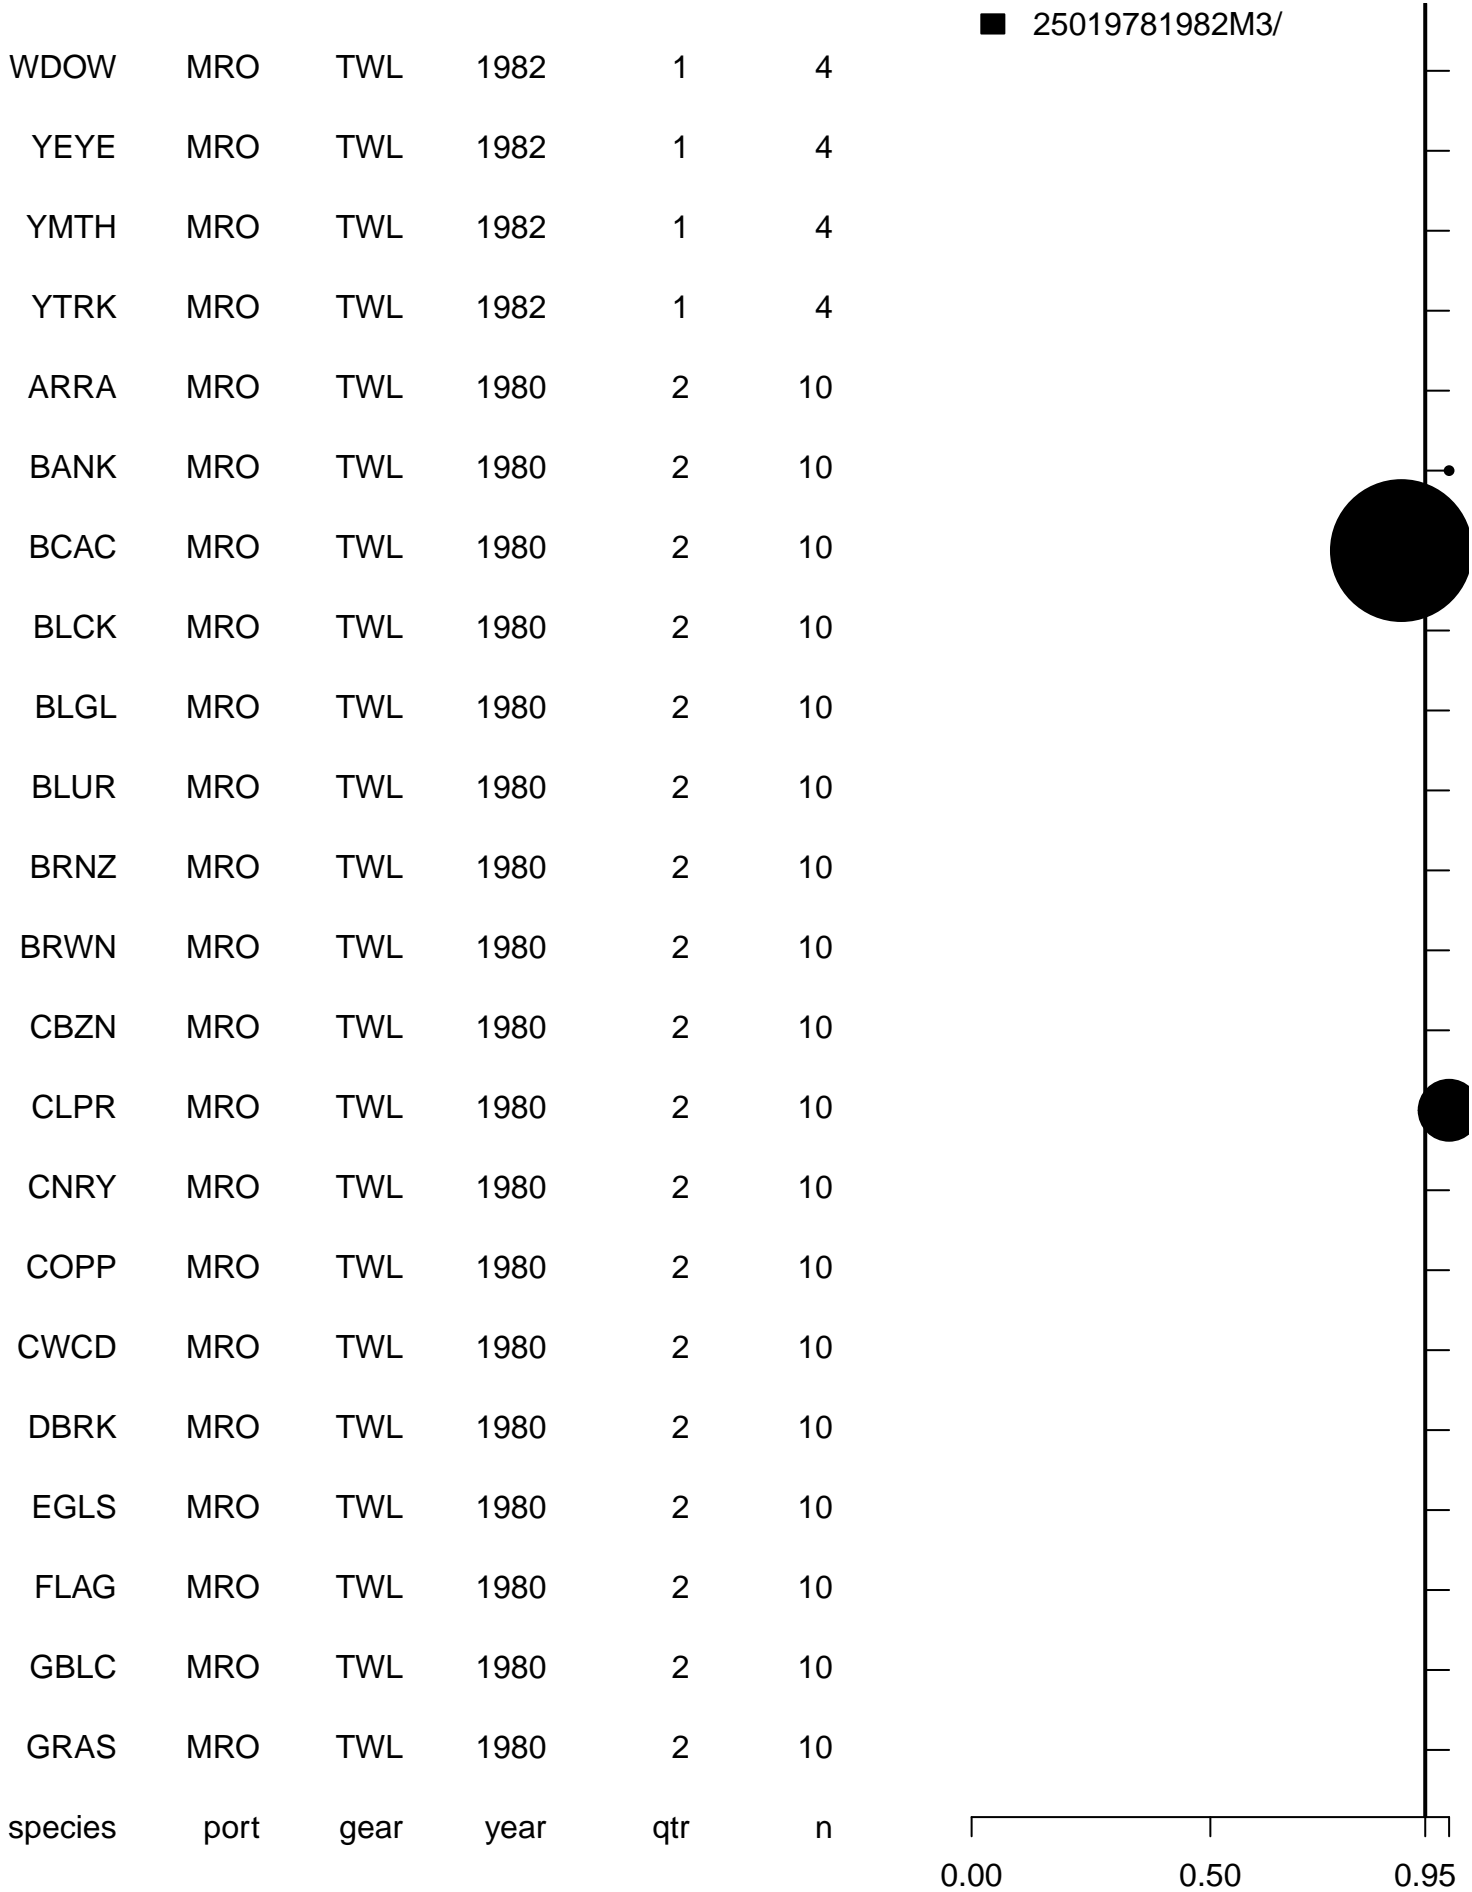 25019781982M3/
WDOW MRO TWL 1982 1 4
YEYE MRO TWL 1982 1 4
YMTH MRO TWL 1982 1 4
YTRK MRO TWL 1982 1 4
ARRA MRO TWL 1980 2 10
BANK MRO TWL 1980 2 10
BCAC MRO TWL 1980 2 10
BLCK MRO TWL 1980 2 10
BLGL MRO TWL 1980 2 10
BLUR MRO TWL 1980 2 10
BRNZ MRO TWL 1980 2 10
BRWN MRO TWL 1980 2 10
CBZN MRO TWL 1980 2 10
CLPR MRO TWL 1980 2 10
CNRY MRO TWL 1980 2 10
COPP MRO TWL 1980 2 10
CWCD MRO TWL 1980 2 10
DBRK MRO TWL 1980 2 10
EGLS MRO TWL 1980 2 10
FLAG MRO TWL 1980 2 10
GBLC MRO TWL 1980 2 10
GRAS MRO TWL 1980 2 10
species port gear year qtr n
0.00 0.50 0.95